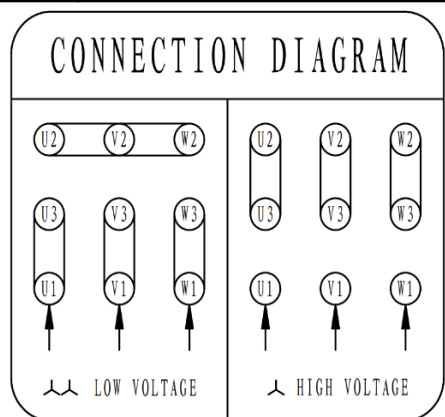 CONNECTION DIAGRAM
U2 V2 W2 U2 V2 W2
U3 V3 W3 U3 V3 W3
U1 V1 W1 U1 V1 W1
LOW VOLTAGE HIGH VOLTAGE